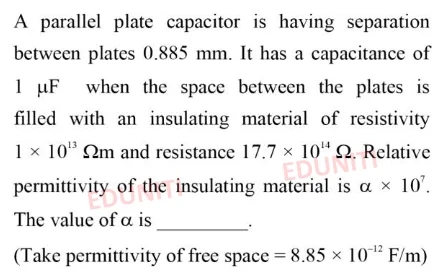 A parallel plate capacitor is having separation
between plates 0.885 mm. It has a capacitance of
1 μF when the space between the plates is
filled with an insulating material of resistivity
1 × 10¹³ Ωm and resistance 17.7 × 10¹⁴ Ω. Relative
permittivity of the insulating material is α × 10⁷.
The value of α is ________.
(Take permittivity of free space = 8.85 × 10⁻¹² F/m)
EDUNITI
EDUNITI